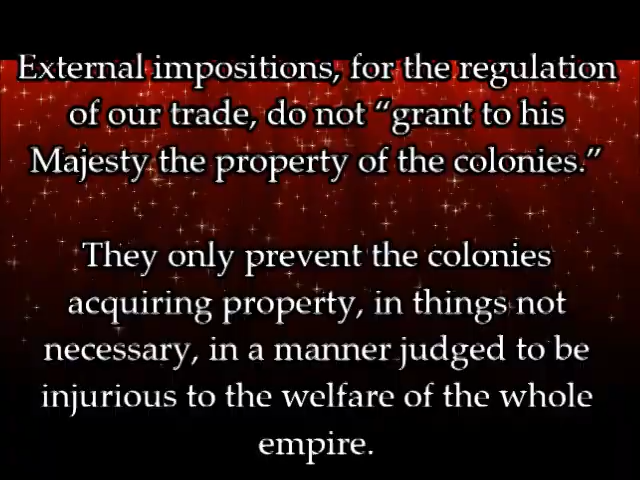 External impositions, for the regulation
of our trade, do not “grant to his
Majesty the property of the colonies.”
They only prevent the colonies
acquiring property, in things not
necessary, in a manner judged to be
injurious to the welfare of the whole
empire.